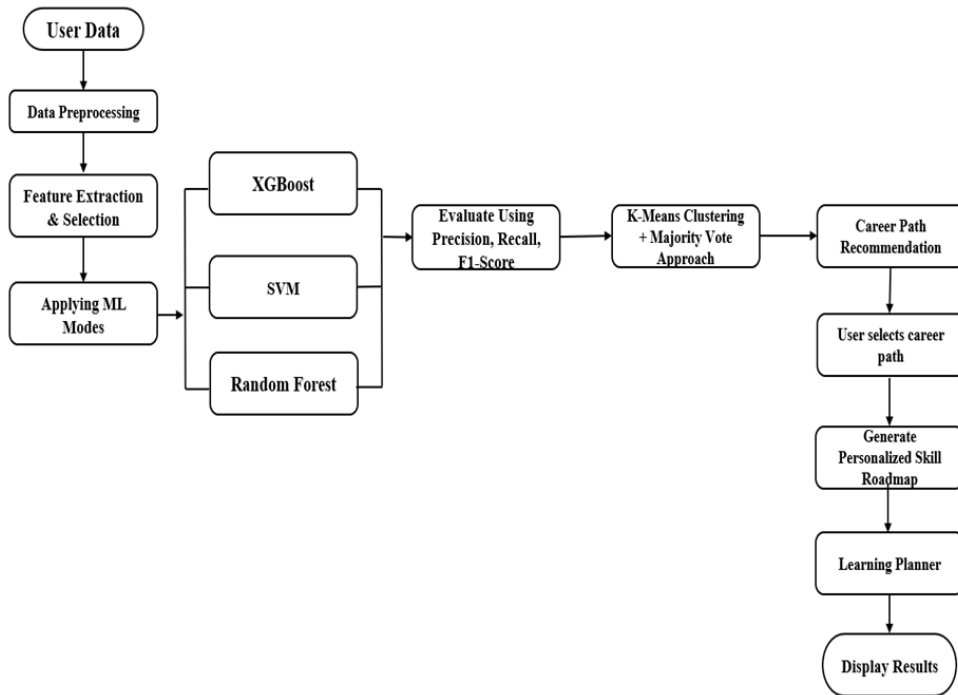 User Data
Data Preprocessing
Feature Extraction
& Selection
Applying ML
Modes
XGBoost
SVM
Random Forest
Evaluate Using
Precision, Recall,
F1-Score
K-Means Clustering
+ Majority Vote
Approach
Career Path
Recommendation
User selects career
path
Generate
Personalized Skill
Roadmap
Learning Planner
Display Results